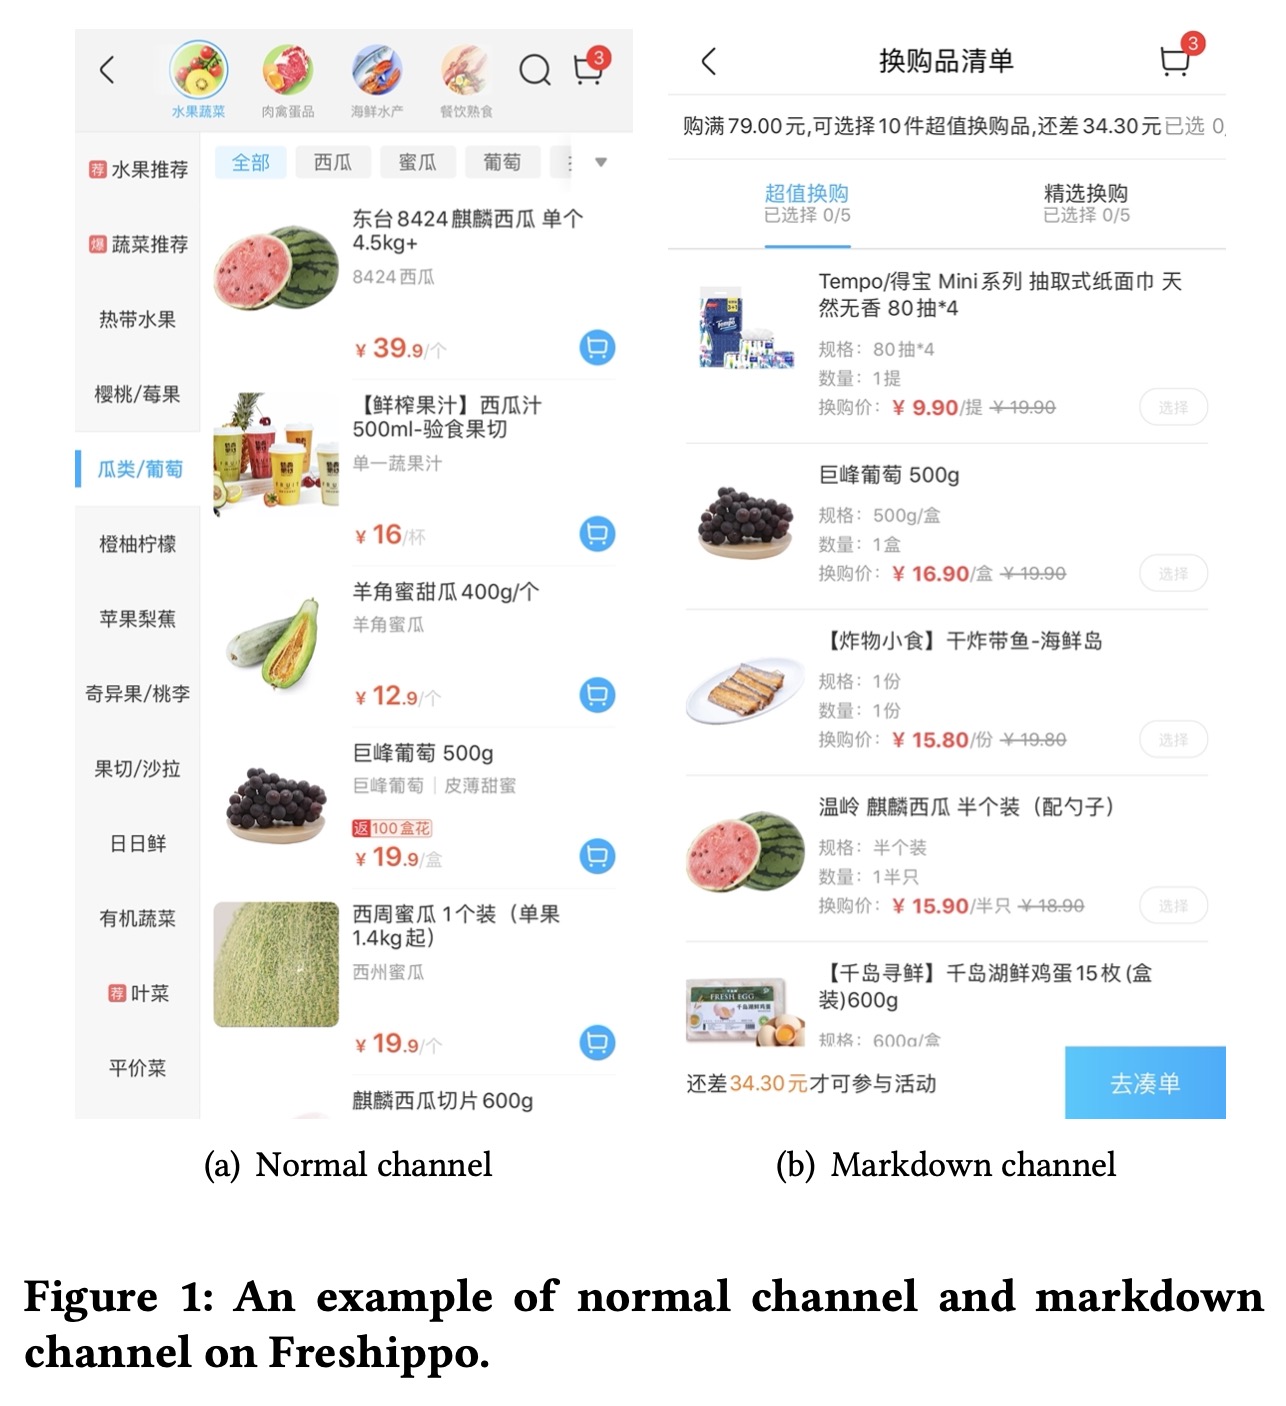 3
水果蔬菜
肉禽蛋品
海鲜水产
餐饮熟食
荐 水果推荐
爆 蔬菜推荐
热带水果
樱桃/莓果
瓜类/葡萄
橙柚柠檬
苹果梨蕉
奇异果/桃李
果切/沙拉
日日鲜
有机蔬菜
荐 叶菜
平价菜
全部
西瓜
蜜瓜
葡萄
东台8424麒麟西瓜 单个
4.5kg+
8424西瓜
¥ 39.9/个
【鲜榨果汁】西瓜汁
500ml-验食果切
单一蔬果汁
¥ 16/杯
羊角蜜甜瓜400g/个
羊角蜜瓜
¥ 12.9/个
巨峰葡萄 500g
巨峰葡萄｜皮薄甜蜜
返 100盒花
¥ 19.9/盒
西周蜜瓜 1个装（单果
1.4kg起）
西州蜜瓜
¥ 19.9/个
麒麟西瓜切片600g
(a) Normal channel
换购品清单
3
购满79.00元,可选择10件超值换购品,还差34.30元已选 0
超值换购
已选择 0/5
精选换购
已选择 0/5
Tempo/得宝 Mini系列 抽取式纸面巾 天
然无香 80抽*4
规格：80抽*4
数量：1提
换购价：¥ 9.90/提 ¥ 19.90
选择
Tempo
巨峰葡萄 500g
规格：500g/盒
数量：1盒
换购价：¥ 16.90/盒 ¥ 19.90
选择
【炸物小食】干炸带鱼-海鲜岛
规格：1份
数量：1份
换购价：¥ 15.80/份 ¥ 19.80
选择
温岭 麒麟西瓜 半个装（配勺子）
规格：半个装
数量：1半只
换购价：¥ 15.90/半只 ¥ 18.90
选择
【千岛寻鲜】千岛湖鲜鸡蛋15枚(盒
装)600g
规格：600g/盒
FRESH EGG
千岛湖鲜鸡蛋
还差34.30元才可参与活动
去凑单
(b) Markdown channel
Figure 1: An example of normal channel and markdown
channel on Freshippo.